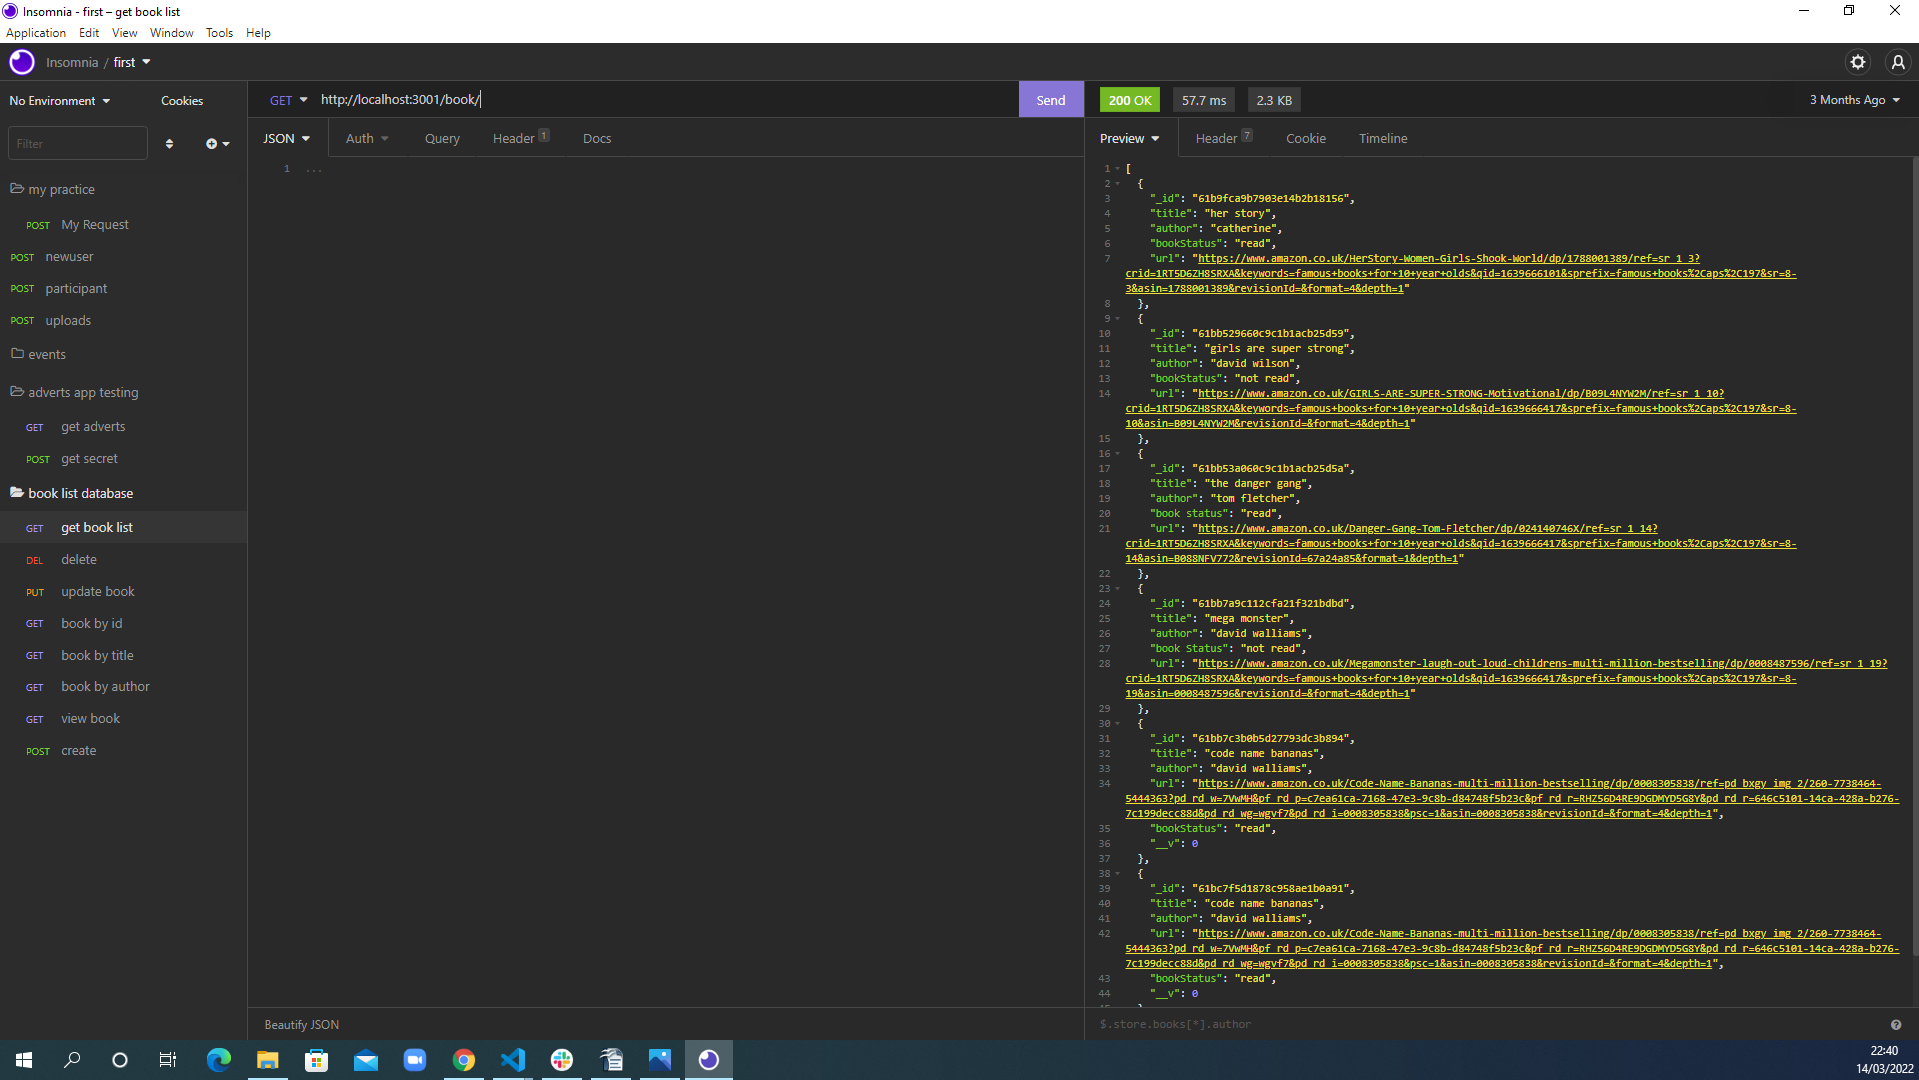 Insomnia - first – get book list
Application Edit View Window Tools Help
Insomnia / first
No Environment Cookies
GET http://localhost:3001/book/ Send
200 OK 57.7 ms 2.3 KB 3 Months Ago
Filter
JSON Auth Query Header 1 Docs
Preview Header 7 Cookie Timeline
my practice
POST My Request
POST newuser
POST participant
POST uploads
events
adverts app testing
GET get adverts
POST get secret
book list database
GET get book list
DEL delete
PUT update book
GET book by id
GET book by title
GET book by author
GET view book
POST create
1 ...
1 [
2 {
3 "_id": "61b9fca9b7903e14b2b18156",
4 "title": "her story",
5 "author": "catherine",
6 "bookStatus": "read",
7 "url": "https://www.amazon.co.uk/HerStory-Women-Girls-Shook-World/dp/1788001389/ref=sr_1_3?
crid=1RT5D6ZH8SRXA&keywords=famous+books+for+10+year+olds&qid=1639666101&sprefix=famous+books%2Caps%2C197&sr=8-
3&asin=1788001389&revisionId=&format=4&depth=1"
8 },
9 {
10 "_id": "61bb529660c9c1b1acb25d59",
11 "title": "girls are super strong",
12 "author": "david wilson",
13 "bookStatus": "not read",
14 "url": "https://www.amazon.co.uk/GIRLS-ARE-SUPER-STRONG-Motivational/dp/B09L4NYW2M/ref=sr_1_10?
crid=1RT5D6ZH8SRXA&keywords=famous+books+for+10+year+olds&qid=1639666417&sprefix=famous+books%2Caps%2C197&sr=8-
10&asin=B09L4NYW2M&revisionId=&format=4&depth=1"
15 },
16 {
17 "_id": "61bb53a060c9c1b1acb25d5a",
18 "title": "the danger gang",
19 "author": "tom fletcher",
20 "book status": "read",
21 "url": "https://www.amazon.co.uk/Danger-Gang-Tom-Fletcher/dp/024140746X/ref=sr_1_14?
crid=1RT5D6ZH8SRXA&keywords=famous+books+for+10+year+olds&qid=1639666417&sprefix=famous+books%2Caps%2C197&sr=8-
14&asin=B088NFV772&revisionId=67a24a85&format=1&depth=1"
22 },
23 {
24 "_id": "61bb7a9c112cfa21f321bdbd",
25 "title": "mega monster",
26 "author": "david walliams",
27 "book Status": "not read",
28 "url": "https://www.amazon.co.uk/Megamonster-laugh-out-loud-childrens-multi-million-bestselling/dp/0008487596/ref=sr_1_19?
crid=1RT5D6ZH8SRXA&keywords=famous+books+for+10+year+olds&qid=1639666417&sprefix=famous+books%2Caps%2C197&sr=8-
19&asin=0008487596&revisionId=&format=4&depth=1"
29 },
30 {
31 "_id": "61bb7c3b0b5d27793dc3b894",
32 "title": "code name bananas",
33 "author": "david walliams",
34 "url": "https://www.amazon.co.uk/Code-Name-Bananas-multi-million-bestselling/dp/0008305838/ref=pd_bxgy_img_2/260-7738464-
5444363?pd_rd_w=7VwMH&pf_rd_p=c7ea61ca-7168-47e3-9c8b-d84748f5b23c&pf_rd_r=RHZ56D4RE9DGDMYD5G8Y&pd_rd_r=646c5101-14ca-428a-b276-
7c199decc88d&pd_rd_wg=wgvf7&pd_rd_i=0008305838&psc=1&asin=0008305838&revisionId=&format=4&depth=1",
35 "bookStatus": "read",
36 "__v": 0
37 },
38 {
39 "_id": "61bc7f5d1878c958ae1b0a91",
40 "title": "code name bananas",
41 "author": "david walliams",
42 "url": "https://www.amazon.co.uk/Code-Name-Bananas-multi-million-bestselling/dp/0008305838/ref=pd_bxgy_img_2/260-7738464-
5444363?pd_rd_w=7VwMH&pf_rd_p=c7ea61ca-7168-47e3-9c8b-d84748f5b23c&pf_rd_r=RHZ56D4RE9DGDMYD5G8Y&pd_rd_r=646c5101-14ca-428a-b276-
7c199decc88d&pd_rd_wg=wgvf7&pd_rd_i=0008305838&psc=1&asin=0008305838&revisionId=&format=4&depth=1",
43 "bookStatus": "read",
44 "__v": 0
Beautify JSON
$.store.books[*].author
22:40
14/03/2022